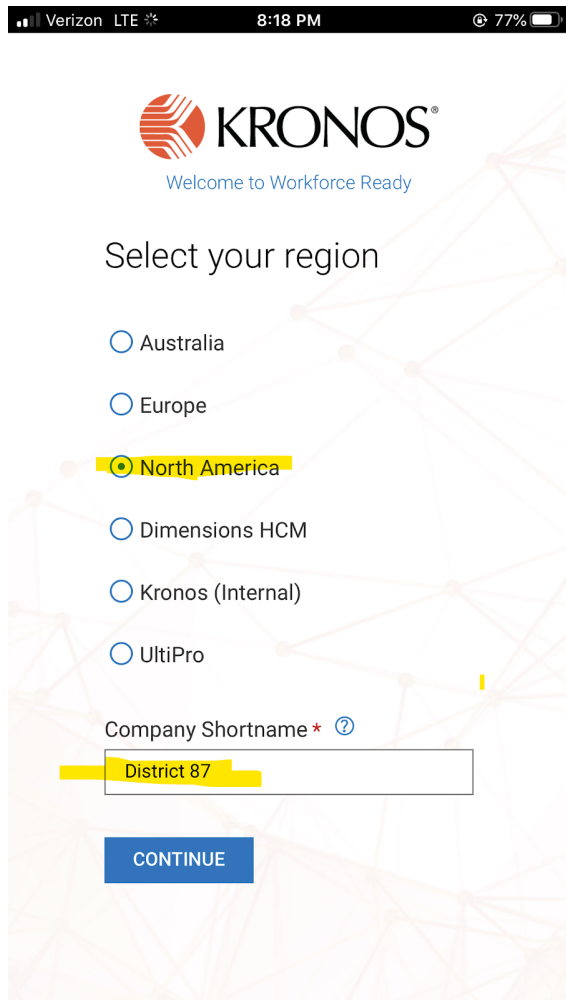 Verizon LTE 8:18 PM 77%
KRONOS®
Welcome to Workforce Ready
Select your region
Australia
Europe
North America
Dimensions HCM
Kronos (Internal)
UltiPro
Company Shortname * ?
District 87
CONTINUE